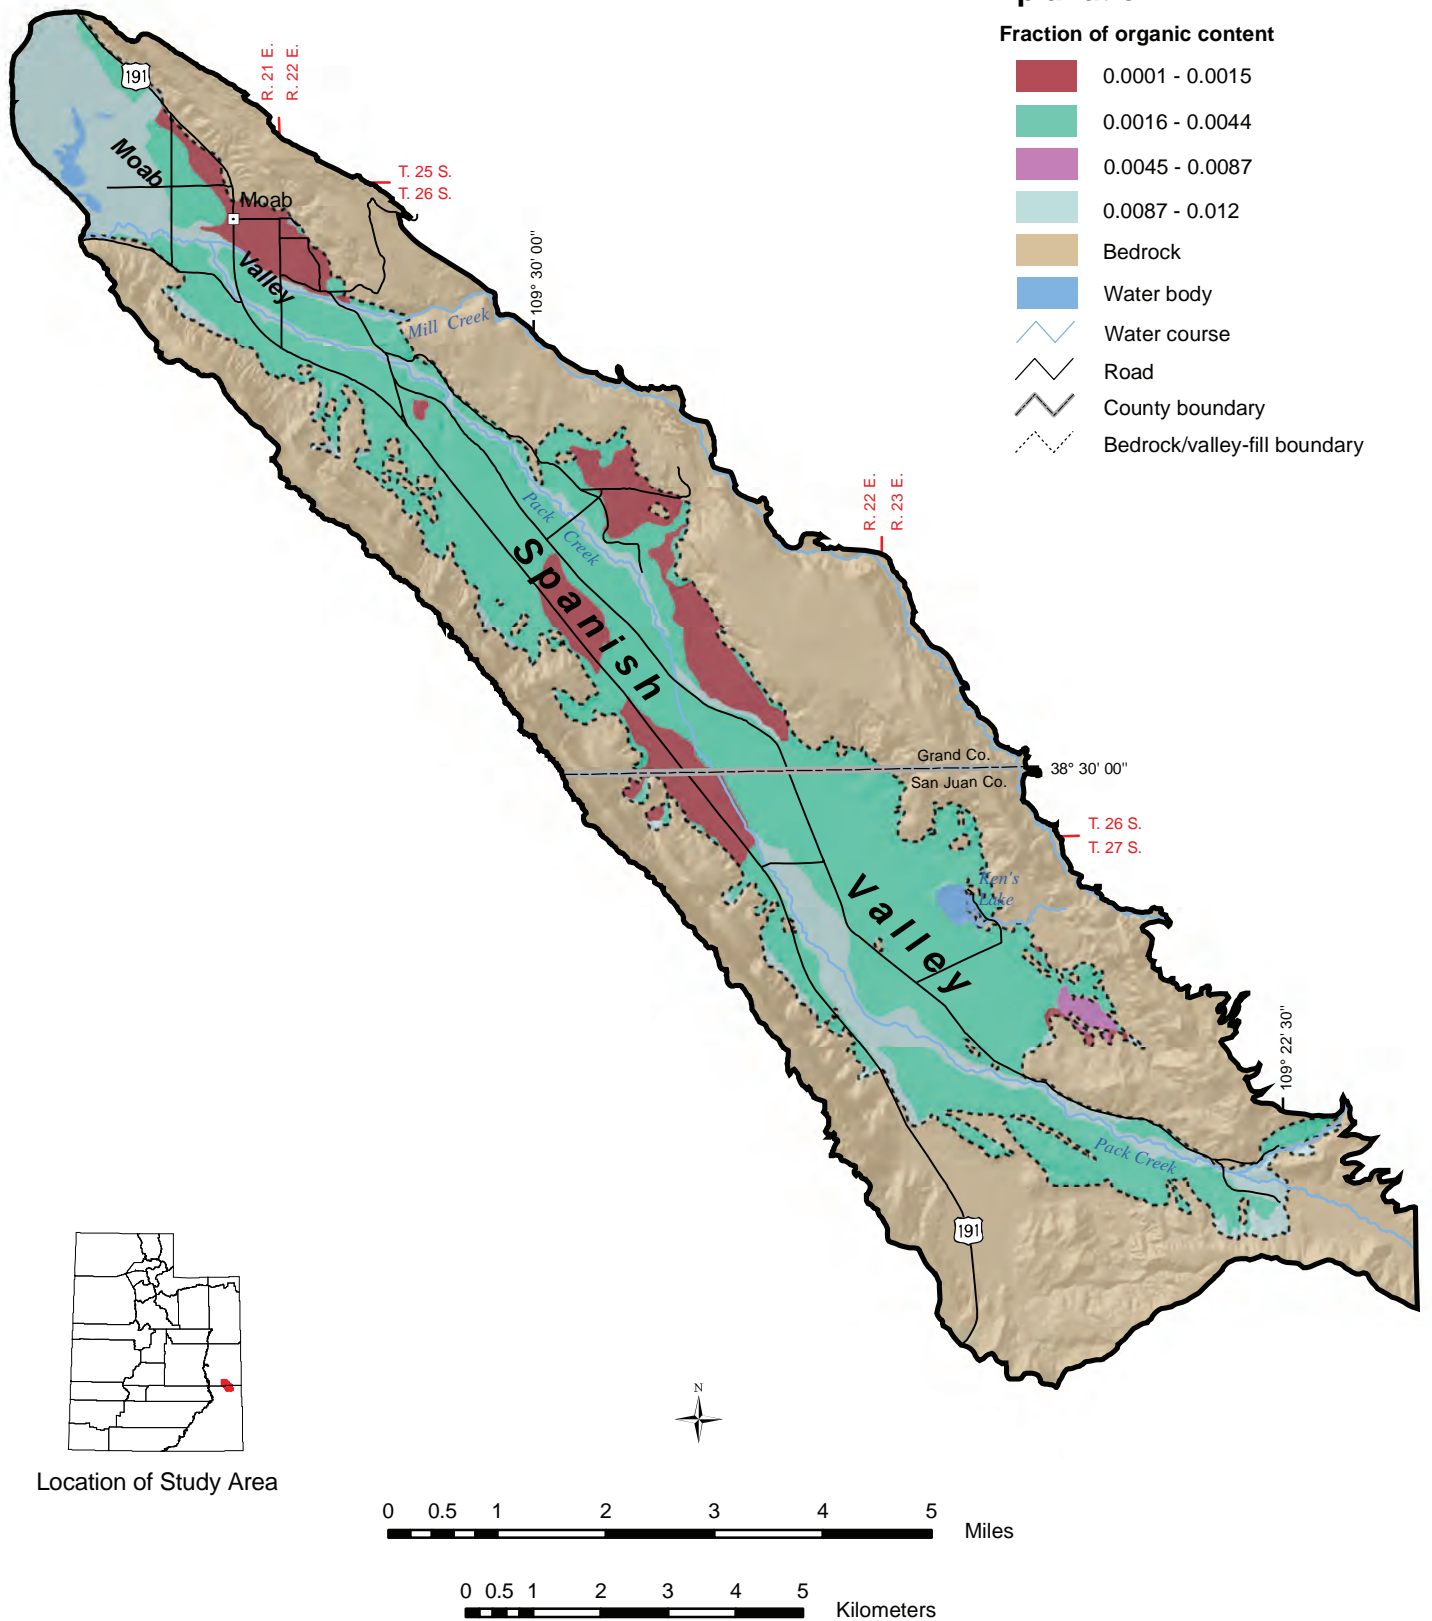 Fraction of organic content
0.0001 - 0.0015
0.0016 - 0.0044
0.0045 - 0.0087
0.0087 - 0.012
Bedrock
Water body
Water course
Road
County boundary
Bedrock/valley-fill boundary
191
R. 21 E.
R. 22 E.
T. 25 S.
T. 26 S.
Moab
Valley
Moab
109° 30' 00"
Mill Creek
R. 22 E.
R. 23 E.
Pack Creek
Spanish
Valley
Grand Co.
San Juan Co.
38° 30' 00"
T. 26 S.
T. 27 S.
Ken's
Lake
109° 22' 30"
Pack Creek
191
N
Location of Study Area
0 0.5 1 2 3 4 5
Miles
0 0.5 1 2 3 4 5
Kilometers